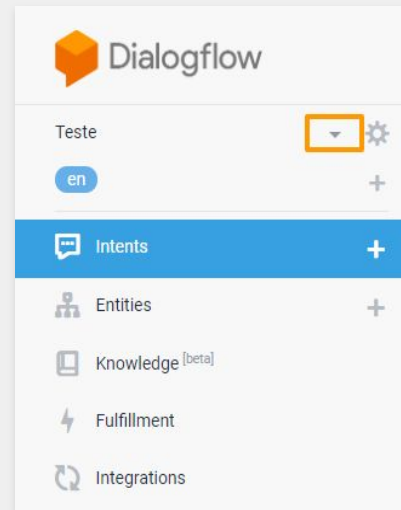 Dialogflow
Teste
en
Intents
Entities
Knowledge [beta]
Fulfillment
Integrations